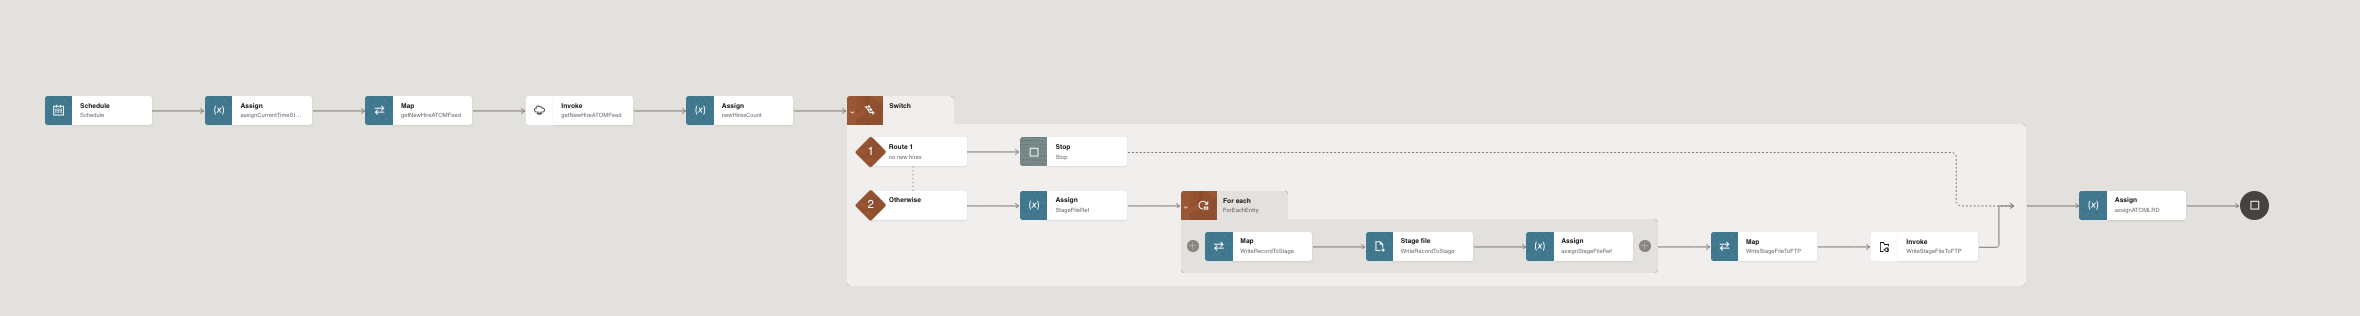 Schedule
Schedule
(x)
Assign
assignCurrentTimeSt...
Map
getNewHireATOMFeed
Invoke
getNewHireATOMFeed
(x)
Assign
newHiresCount
Switch
1
Route 1
no new hires
Stop
Stop
2
Otherwise
(x)
Assign
StageFileRef
For each
ForEachEntry
Map
WriteRecordToStage
Stage file
WriteRecordToStage
(x)
Assign
assignStageFileRef
Map
WriteStageFileToFTP
Invoke
WriteStageFileToFTP
(x)
Assign
assignATOMLRD